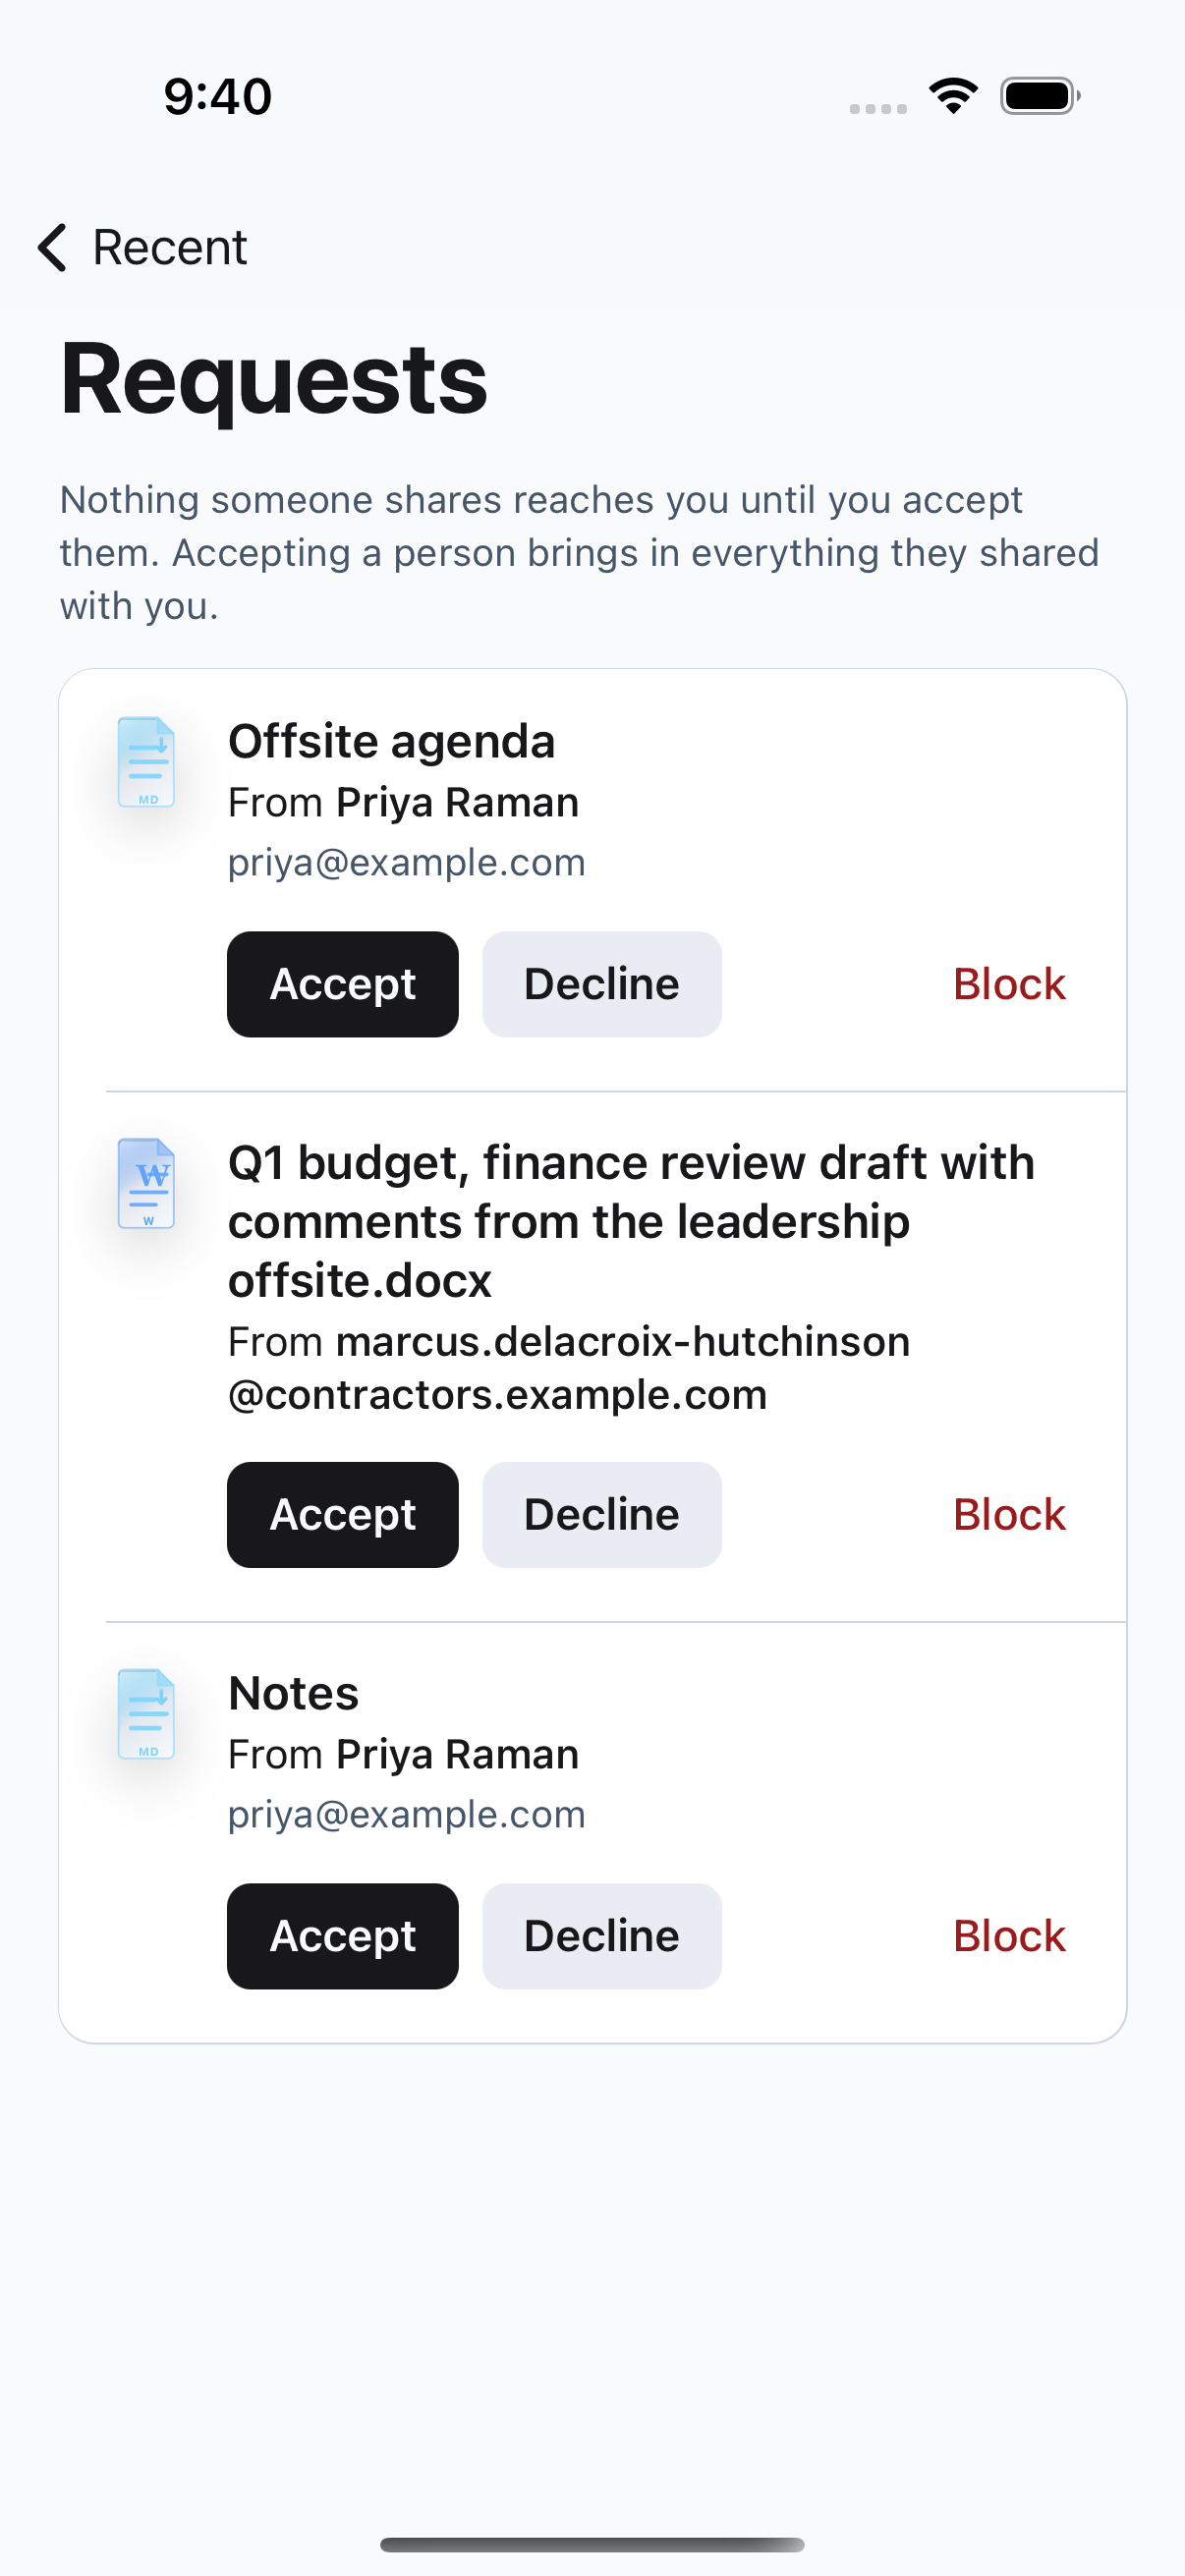 9:40
Recent
Requests
Nothing someone shares reaches you until you accept
them. Accepting a person brings in everything they shared
with you.
Offsite agenda
MD
From Priya Raman
priya@example.com
Accept Decline Block
W
Q1 budget, finance review draft with
comments from the leadership
W
offsite.docx
From marcus.delacroix-hutchinson
@contractors.example.com
Accept Decline Block
Notes
MD
From Priya Raman
priya@example.com
Accept Decline Block